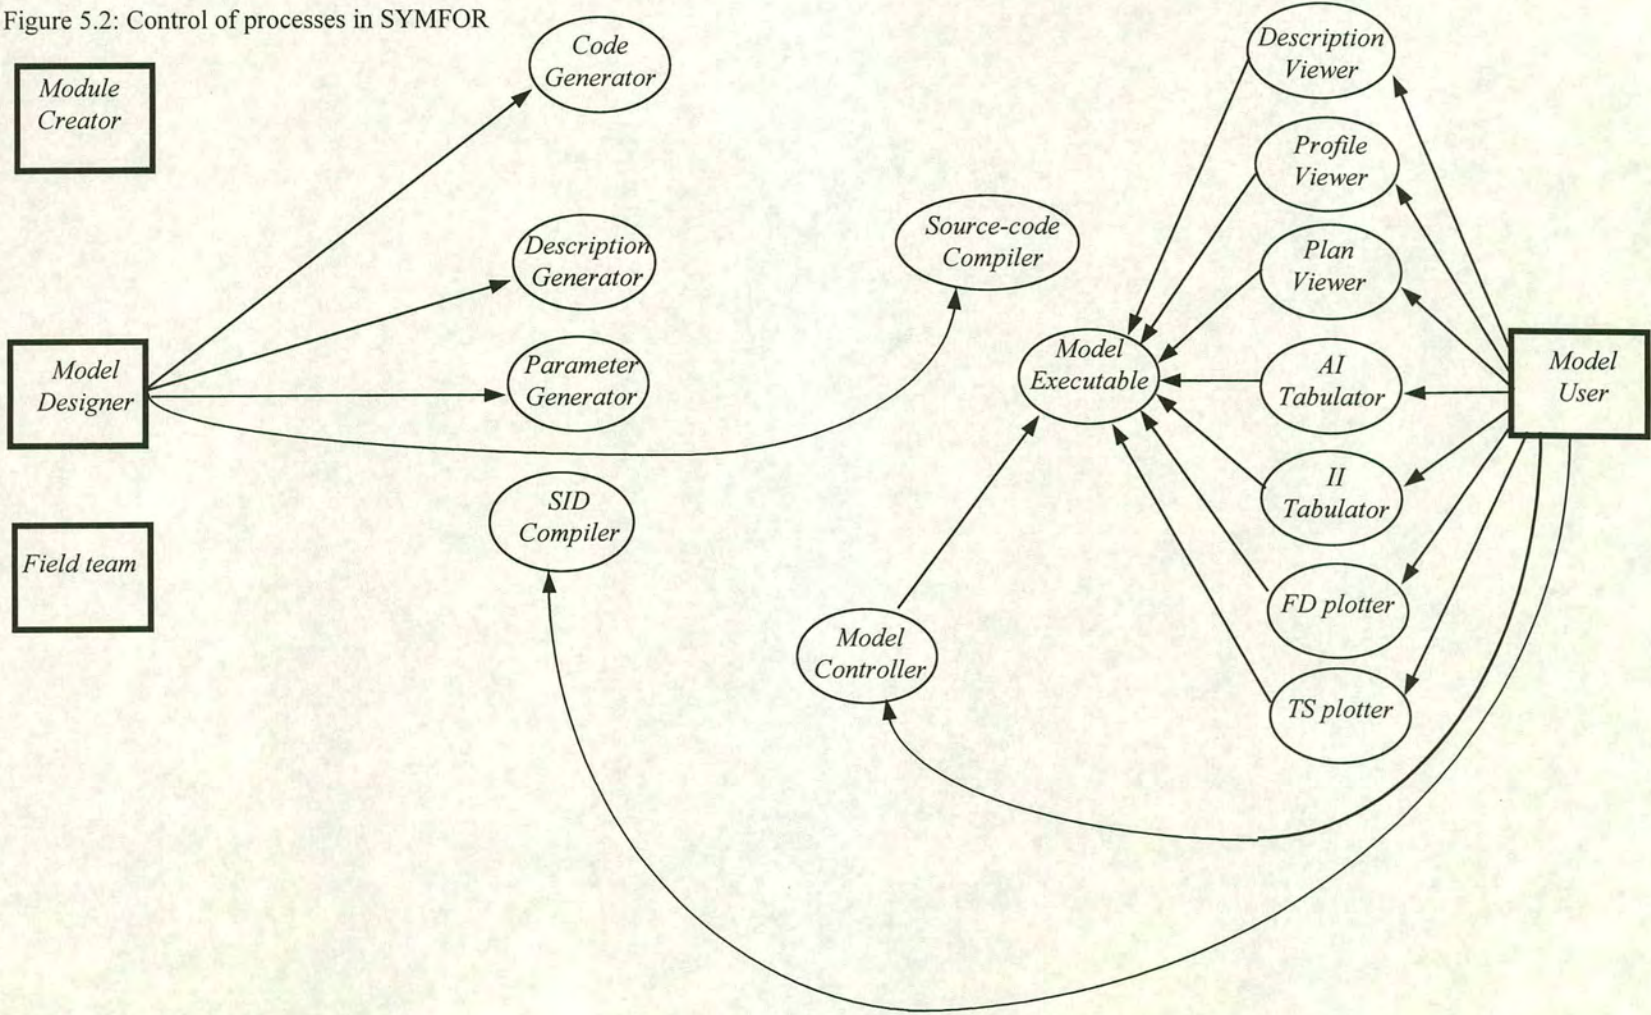 Figure 5.2: Control of processes in SYMFOR
Module
Creator
Code
Generator
Description
Viewer
Profile
Viewer
Source-code
Compiler
Description
Generator
Plan
Viewer
Model
Designer
Parameter
Generator
Model
Executable
AI
Tabulator
Model
User
SID
Compiler
II
Tabulator
Field team
FD plotter
Model
Controller
TS plotter